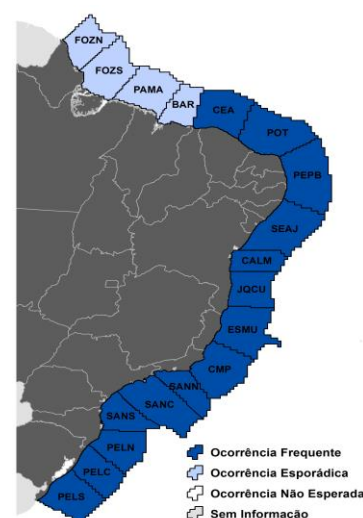 FOZN
FOZS
PAMA
BAR
CEA
POT
PEPB
SEAJ
CALM
JQCU
ESMU
CMP
SANN
SANC
SANS
PELN
PELC
PELS
Ocorrência Frequente
Ocorrência Esporádica
Ocorrência Não Esperada
Sem Informação